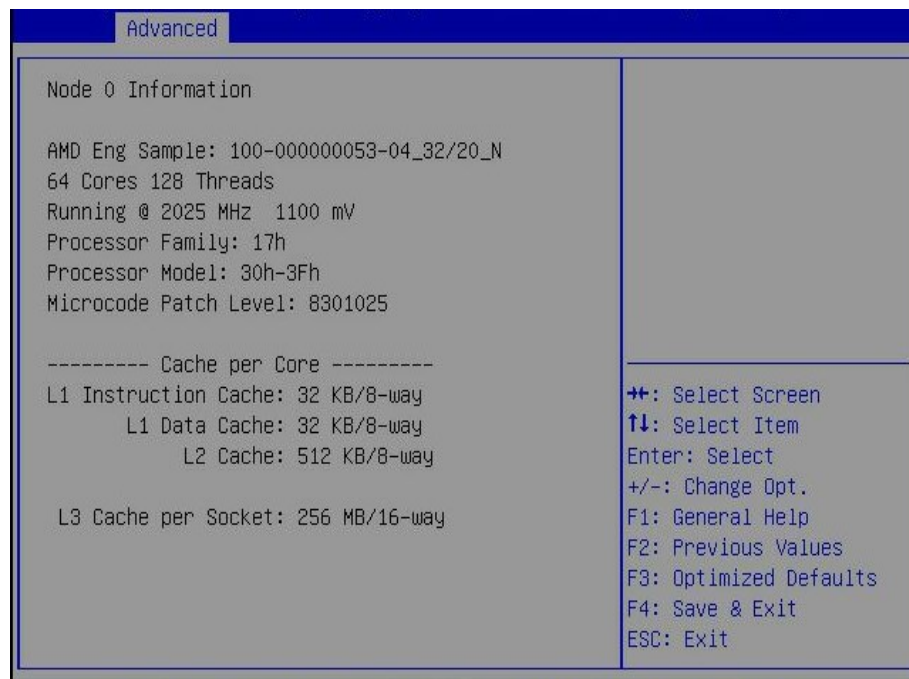 Advanced
Node 0 Information
AMD Eng Sample: 100-000000053-04_32/20_N
64 Cores 128 Threads
Running @ 2025 MHz 1100 mV
Processor Family: 17h
Processor Model: 30h-3Fh
Microcode Patch Level: 8301025
--------- Cache per Core ---------
L1 Instruction Cache: 32 KB/8-way
L1 Data Cache: 32 KB/8-way
L2 Cache: 512 KB/8-way
L3 Cache per Socket: 256 MB/16-way
→←: Select Screen
↑↓: Select Item
Enter: Select
+/-: Change Opt.
F1: General Help
F2: Previous Values
F3: Optimized Defaults
F4: Save & Exit
ESC: Exit